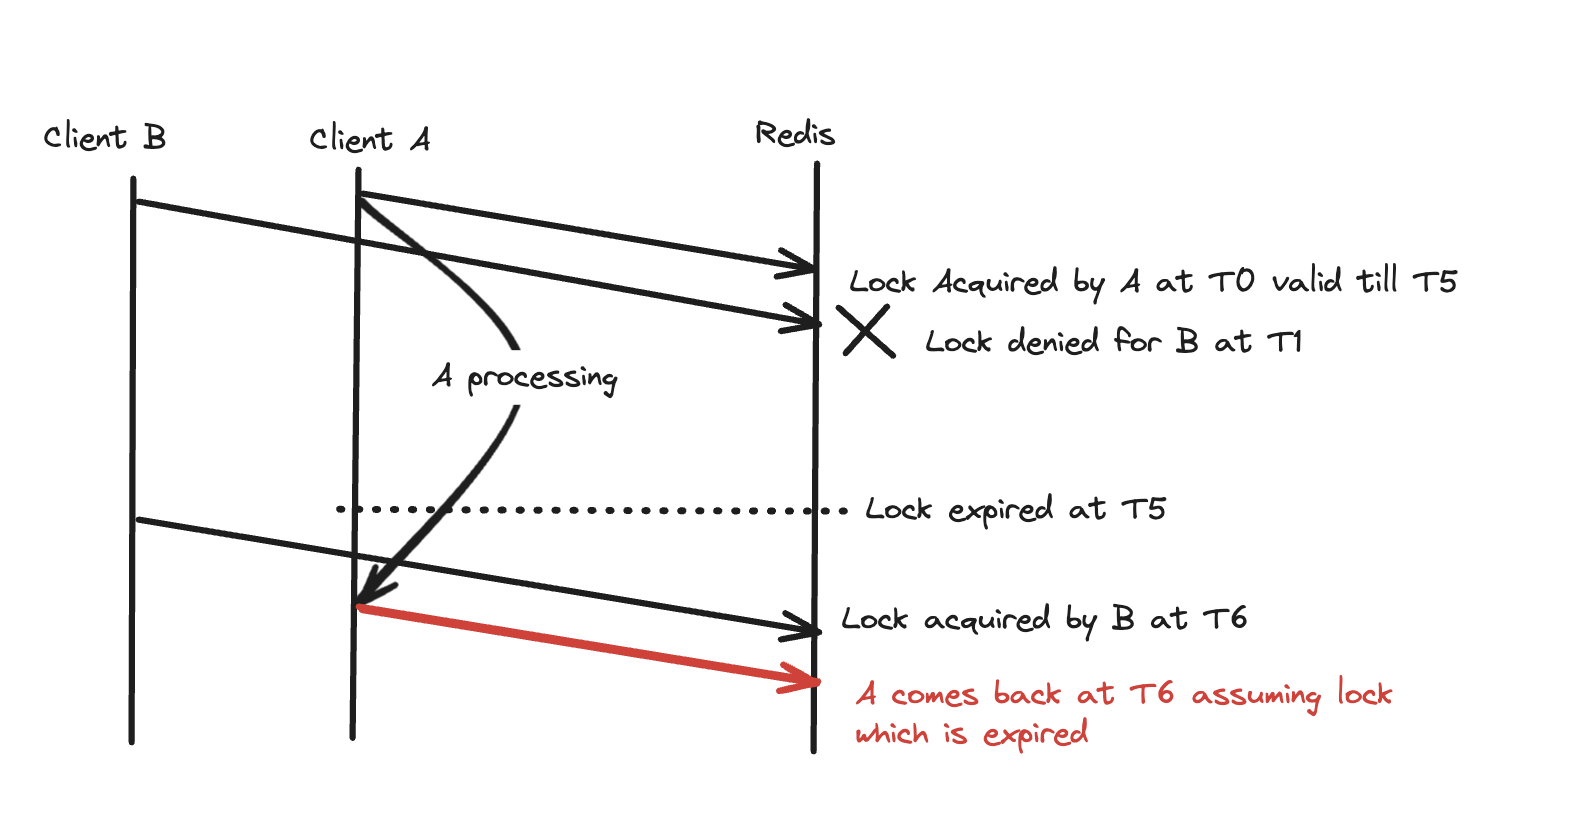 Client B
Client A
Redis
Lock Acquired by A at T0 valid till T5
Lock denied for B at T1
A processing
Lock expired at T5
Lock acquired by B at T6
A comes back at T6 assuming lock
which is expired